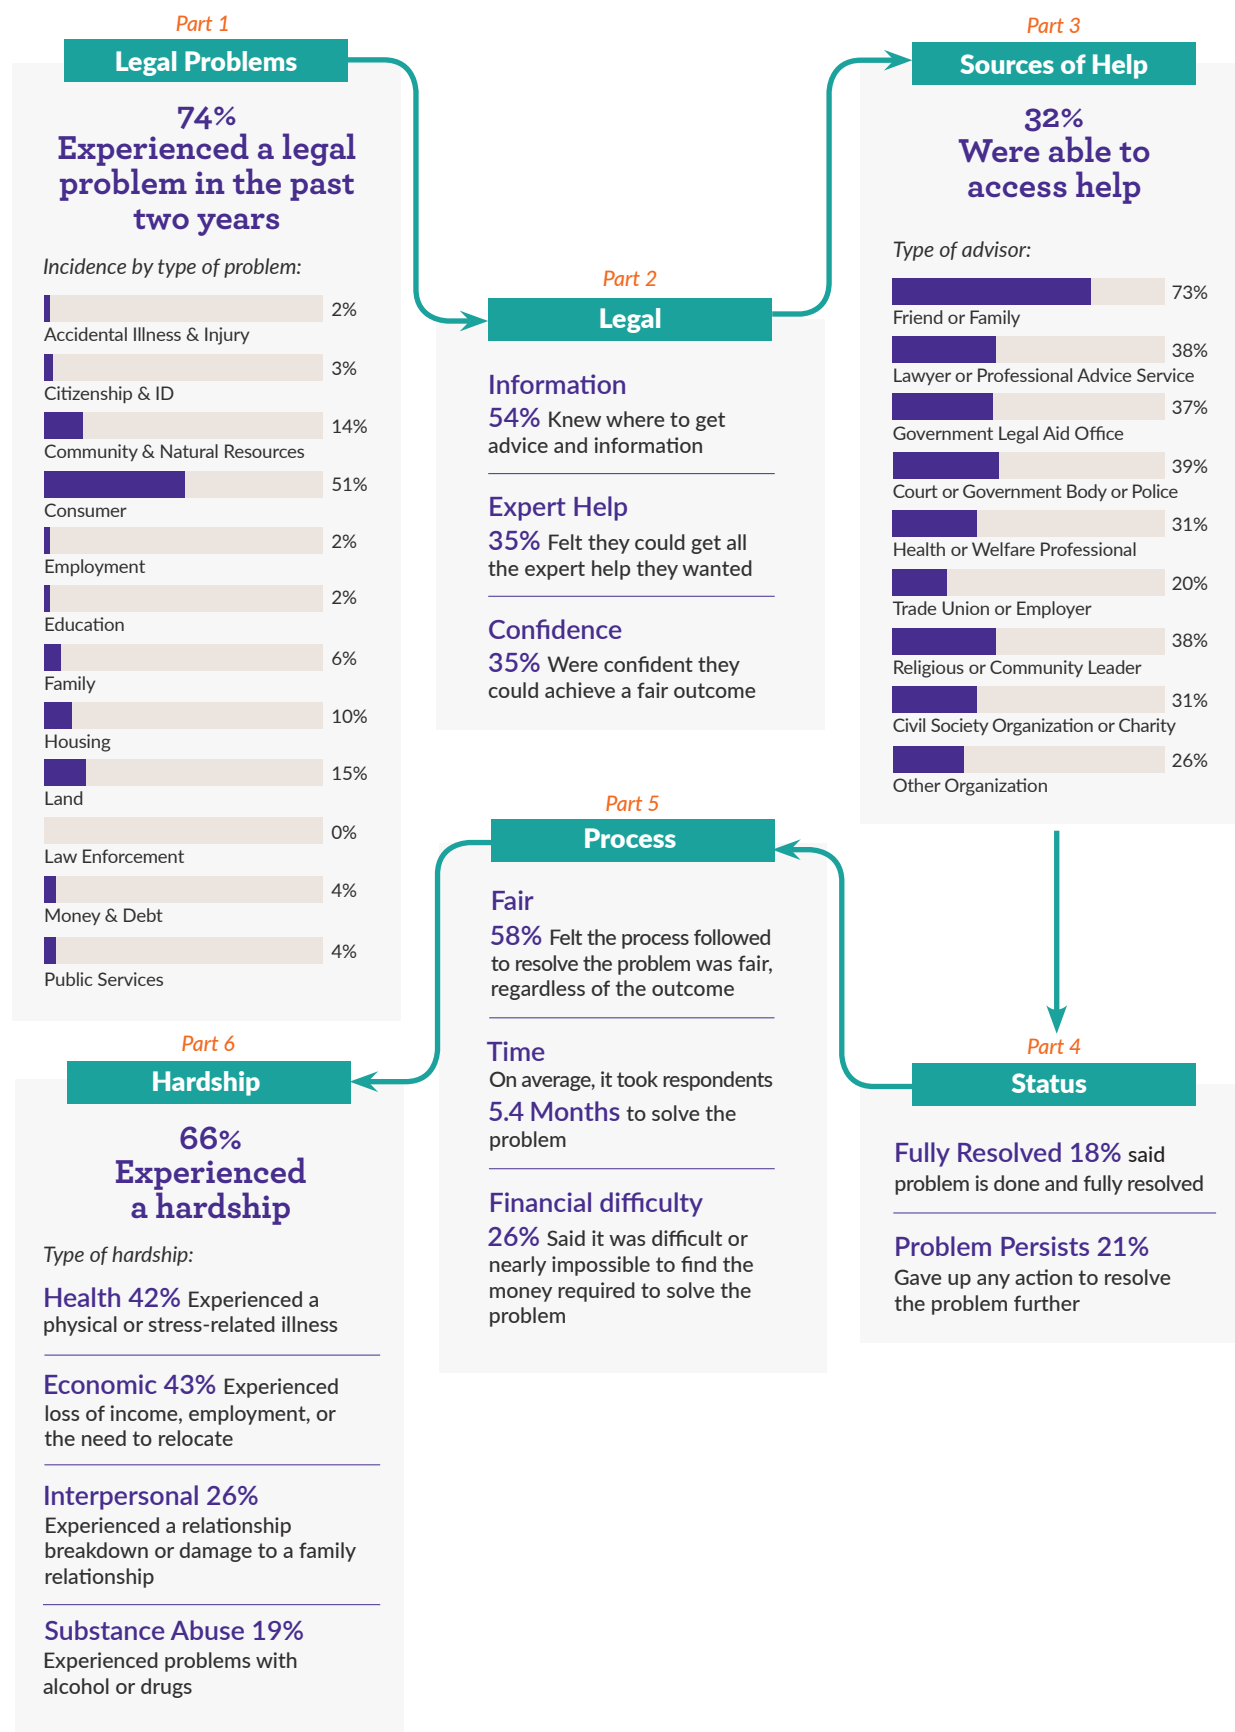 Part 1
Legal Problems
74%
Experienced a legal
problem in the past
two years
Incidence by type of problem:
2%
Accidental Illness & Injury
3%
Citizenship & ID
14%
Community & Natural Resources
51%
Consumer
2%
Employment
2%
Education
6%
Family
10%
Housing
15%
Land
0%
Law Enforcement
4%
Money & Debt
4%
Public Services
Part 2
Legal
Information
54% Knew where to get
advice and information
Expert Help
35% Felt they could get all
the expert help they wanted
Confidence
35% Were confident they
could achieve a fair outcome
Part 3
Sources of Help
32%
Were able to
access help
Type of advisor:
73%
Friend or Family
38%
Lawyer or Professional Advice Service
37%
Government Legal Aid Office
39%
Court or Government Body or Police
31%
Health or Welfare Professional
20%
Trade Union or Employer
38%
Religious or Community Leader
31%
Civil Society Organization or Charity
26%
Other Organization
Part 4
Status
Fully Resolved 18% said
problem is done and fully resolved
Problem Persists 21%
Gave up any action to resolve
the problem further
Part 5
Process
Fair
58% Felt the process followed
to resolve the problem was fair,
regardless of the outcome
Time
On average, it took respondents
5.4 Months to solve the
problem
Financial difficulty
26% Said it was difficult or
nearly impossible to find the
money required to solve the
problem
Part 6
Hardship
66%
Experienced
a hardship
Type of hardship:
Health 42% Experienced a
physical or stress-related illness
Economic 43% Experienced
loss of income, employment, or
the need to relocate
Interpersonal 26%
Experienced a relationship
breakdown or damage to a family
relationship
Substance Abuse 19%
Experienced problems with
alcohol or drugs